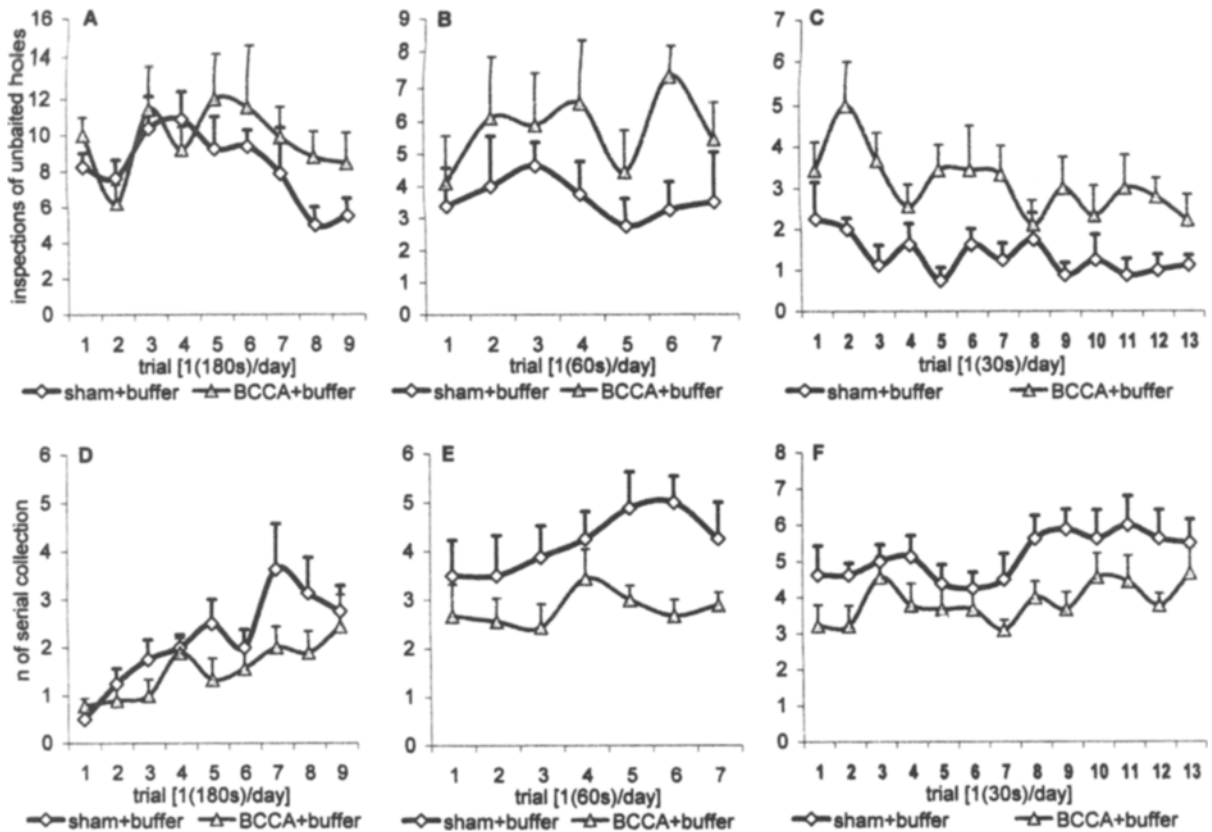 A
B
C
inspections of unbaited holes
16
14
12
10
8
6
4
2
0
9
8
7
6
5
4
3
2
1
0
7
6
5
4
3
2
1
0
1 2 3 4 5 6 7 8 9
1 2 3 4 5 6 7
1 2 3 4 5 6 7 8 9 10 11 12 13
trial [1(180s)/day]
trial [1(60s)/day]
trial [1(30s)/day]
sham+buffer BCCA+buffer
sham+buffer BCCA+buffer
sham+buffer BCCA+buffer
D
E
F
n of serial collection
6
5
4
3
2
1
0
6
5
4
3
2
1
0
8
7
6
5
4
3
2
1
0
1 2 3 4 5 6 7 8 9
1 2 3 4 5 6 7
1 2 3 4 5 6 7 8 9 10 11 12 13
trial [1(180s)/day]
trial [1(60s)/day]
trial [1(30s)/day]
sham+buffer BCCA+buffer
sham+buffer BCCA+buffer
sham+buffer BCCA+buffer